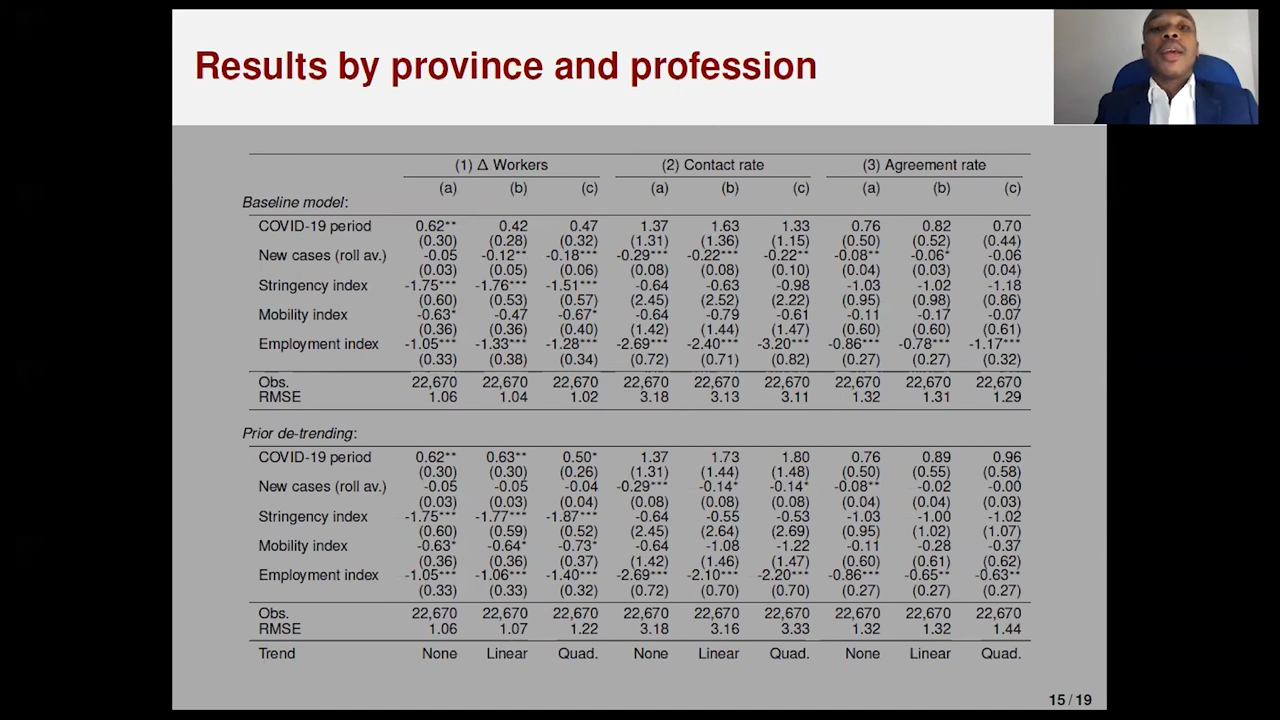 Results by province and profession
(1) Δ Workers (2) Contact rate (3) Agreement rate
(a) (b) (c) (a) (b) (c) (a) (b) (c)
Baseline model:
COVID-19 period 0.62** 0.42 0.47 1.37 1.63 1.33 0.76 0.82 0.70
(0.30) (0.28) (0.32) (1.31) (1.36) (1.15) (0.50) (0.52) (0.44)
New cases (roll av.) -0.05 -0.12** -0.18*** -0.29*** -0.22*** -0.22** -0.08** -0.06* -0.06
(0.03) (0.05) (0.06) (0.08) (0.08) (0.10) (0.04) (0.03) (0.04)
Stringency index -1.75*** -1.76*** -1.51*** -0.64 -0.63 -0.98 -1.03 -1.02 -1.18
(0.60) (0.53) (0.57) (2.45) (2.52) (2.22) (0.95) (0.98) (0.86)
Mobility index -0.63* -0.47 -0.67* -0.64 -0.79 -0.61 -0.11 -0.17 -0.07
(0.36) (0.36) (0.40) (1.42) (1.44) (1.47) (0.60) (0.60) (0.61)
Employment index -1.05*** -1.33*** -1.28*** -2.69*** -2.40*** -3.20*** -0.86*** -0.78*** -1.17***
(0.33) (0.38) (0.34) (0.72) (0.71) (0.82) (0.27) (0.27) (0.32)
Obs. 22,670 22,670 22,670 22,670 22,670 22,670 22,670 22,670 22,670
RMSE 1.06 1.04 1.02 3.18 3.13 3.11 1.32 1.31 1.29
Prior de-trending:
COVID-19 period 0.62** 0.63** 0.50* 1.37 1.73 1.80 0.76 0.89 0.96
(0.30) (0.30) (0.26) (1.31) (1.44) (1.48) (0.50) (0.55) (0.58)
New cases (roll av.) -0.05 -0.05 -0.04 -0.29*** -0.14* -0.14* -0.08** -0.02 -0.00
(0.03) (0.03) (0.04) (0.08) (0.08) (0.08) (0.04) (0.04) (0.03)
Stringency index -1.75*** -1.77*** -1.87*** -0.64 -0.55 -0.53 -1.03 -1.00 -1.02
(0.60) (0.59) (0.52) (2.45) (2.64) (2.69) (0.95) (1.02) (1.07)
Mobility index -0.63* -0.64* -0.73* -0.64 -1.08 -1.22 -0.11 -0.28 -0.37
(0.36) (0.36) (0.37) (1.42) (1.46) (1.47) (0.60) (0.61) (0.62)
Employment index -1.05*** -1.06*** -1.40*** -2.69*** -2.10*** -2.20*** -0.86*** -0.65** -0.63**
(0.33) (0.33) (0.32) (0.72) (0.70) (0.70) (0.27) (0.27) (0.27)
Obs. 22,670 22,670 22,670 22,670 22,670 22,670 22,670 22,670 22,670
RMSE 1.06 1.07 1.22 3.18 3.16 3.33 1.32 1.32 1.44
Trend None Linear Quad. None Linear Quad. None Linear Quad.
15/19